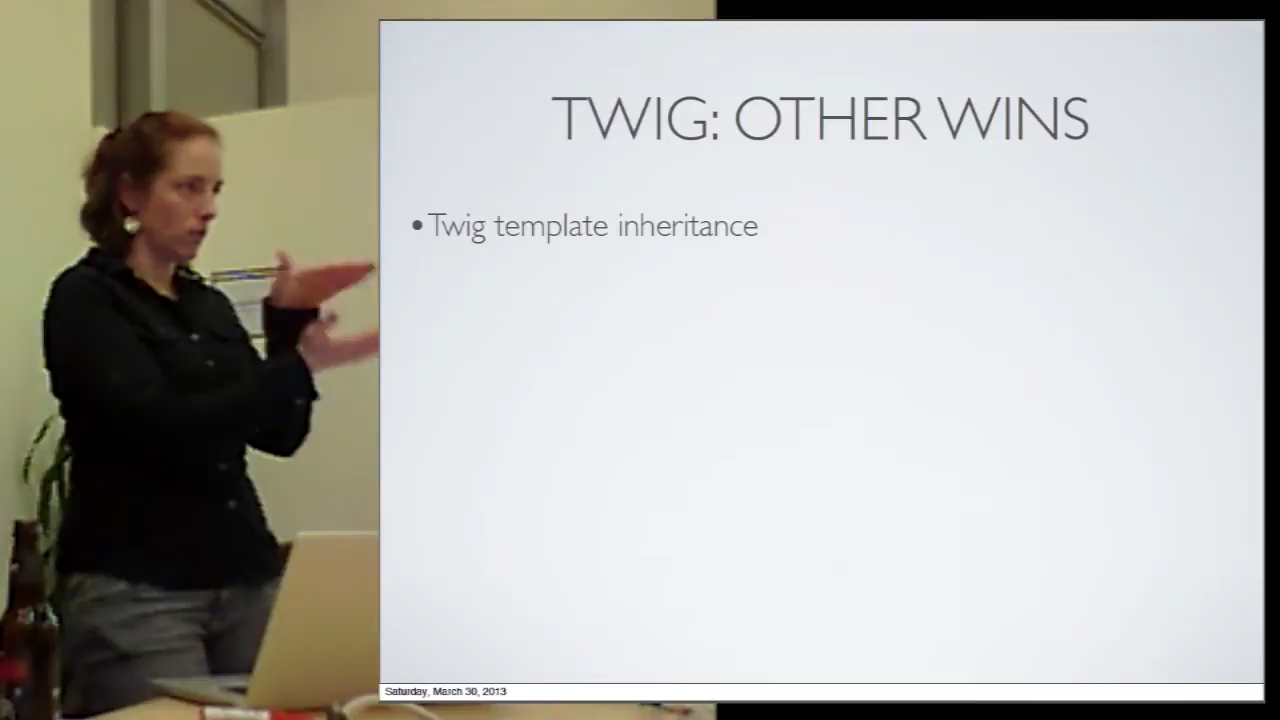 TWIG: OTHER WINS
• Twig template inheritance
Saturday, March 30, 2013